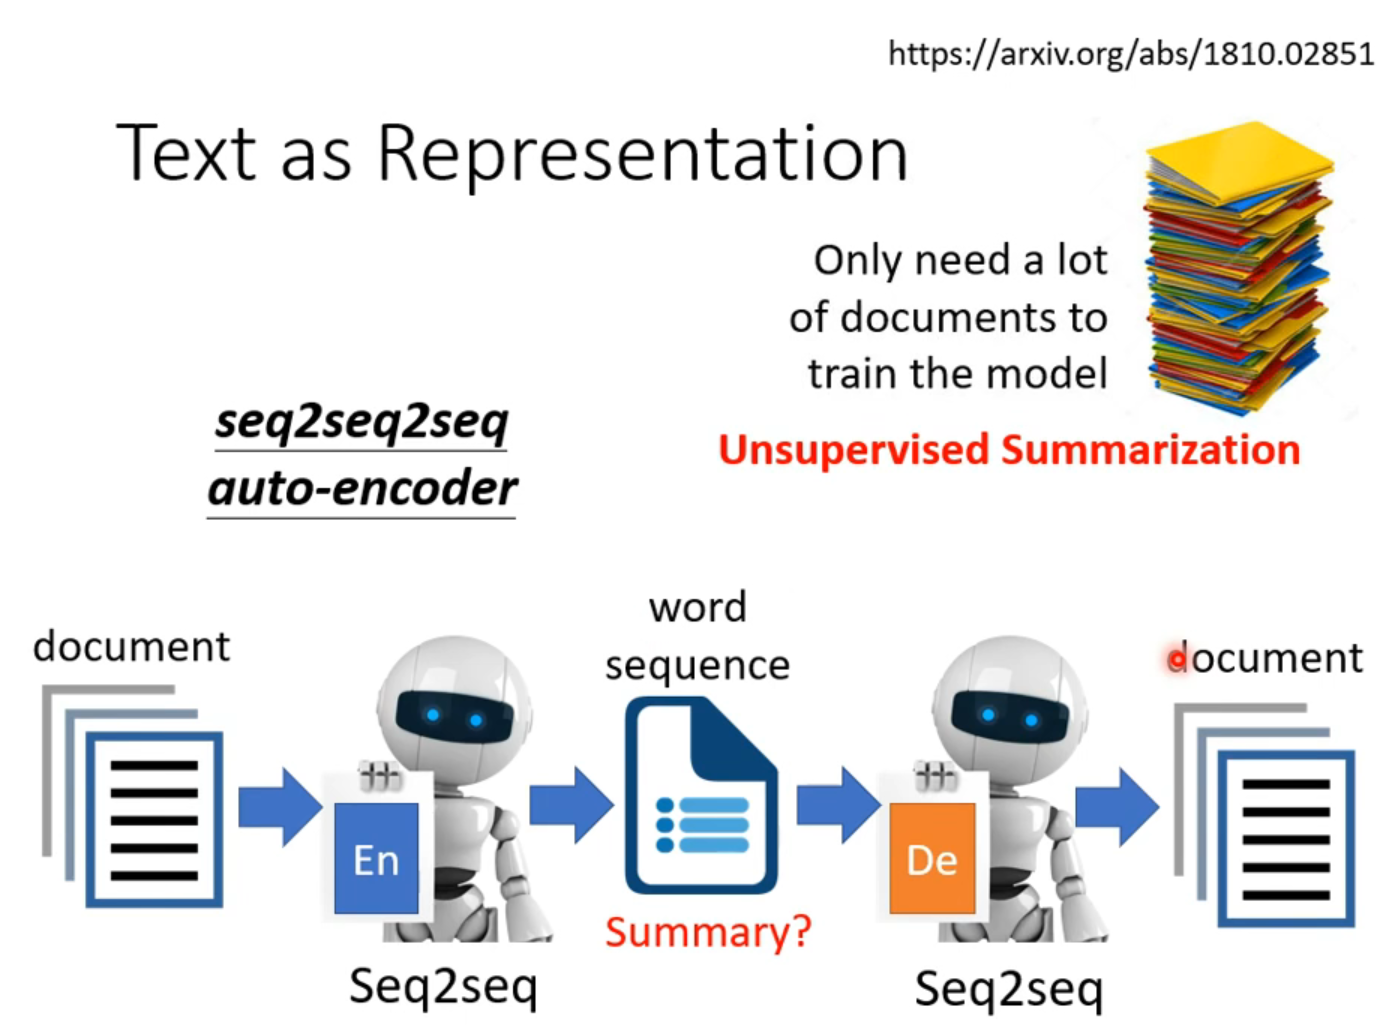 https://arxiv.org/abs/1810.02851
Text as Representation
Only need a lot
of documents to
train the model
Unsupervised Summarization
seq2seq2seq
auto-encoder
document
word
sequence
document
En
De
Summary?
Seq2seq
Seq2seq